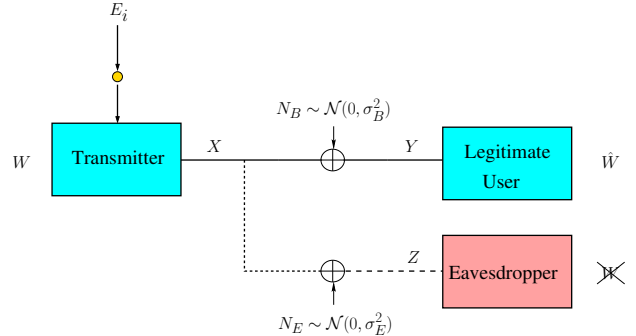 E_i
N_B ∼ 𝒩(0, σ_B^2)
W
Transmitter
X
Y
Legitimate
User
Ŵ
Z
Eavesdropper
W
N_E ∼ 𝒩(0, σ_E^2)